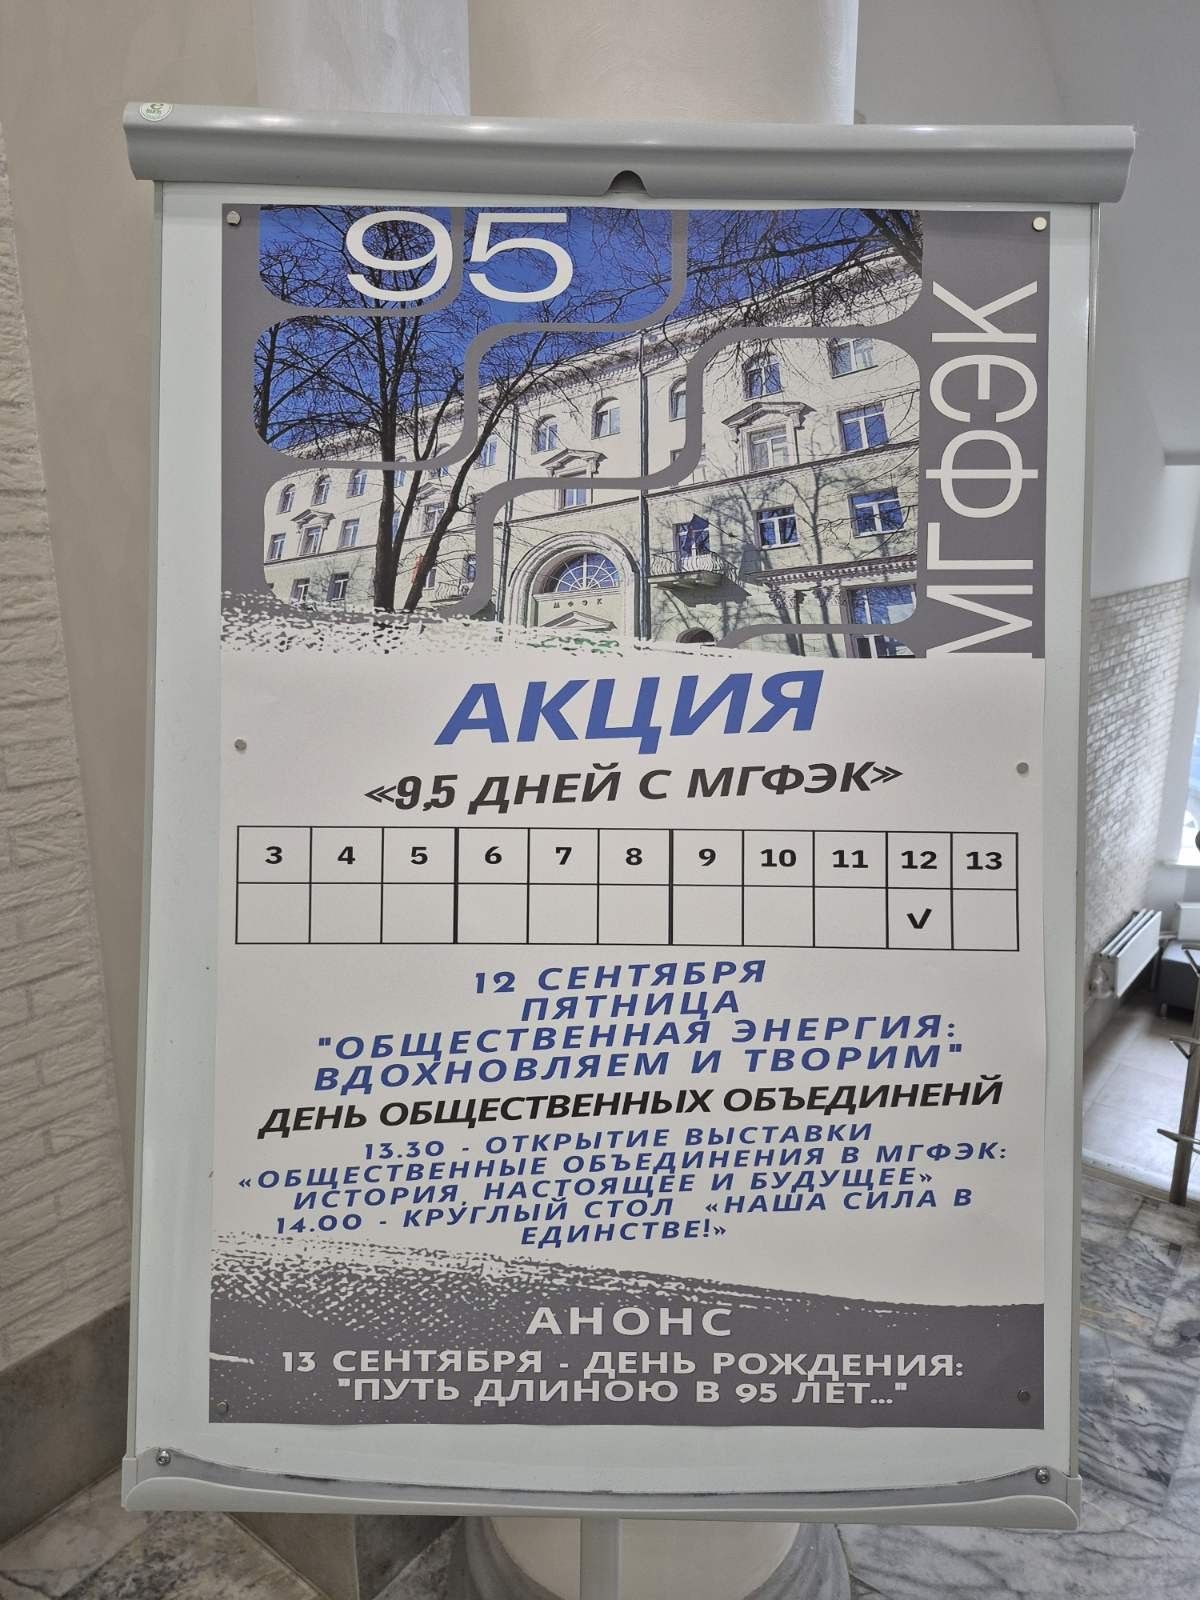 95
МГФЭК
МФЭК
АКЦИЯ
«9,5 ДНЕЙ С МГФЭК»
3 4 5 6 7 8 9 10 11 12 13
✓
12 СЕНТЯБРЯ
ПЯТНИЦА
"ОБЩЕСТВЕННАЯ ЭНЕРГИЯ:
ВДОХНОВЛЯЕМ И ТВОРИМ"
ДЕНЬ ОБЩЕСТВЕННЫХ ОБЪЕДИНЕНЙ
13.30 - ОТКРЫТИЕ ВЫСТАВКИ
«ОБЩЕСТВЕННЫЕ ОБЪЕДИНЕНИЯ В МГФЭК:
ИСТОРИЯ, НАСТОЯЩЕЕ И БУДУЩЕЕ»
14.00 - КРУГЛЫЙ СТОЛ «НАША СИЛА В
ЕДИНСТВЕ!»
АНОНС
13 СЕНТЯБРЯ - ДЕНЬ РОЖДЕНИЯ:
"ПУТЬ ДЛИНОЮ В 95 ЛЕТ..."